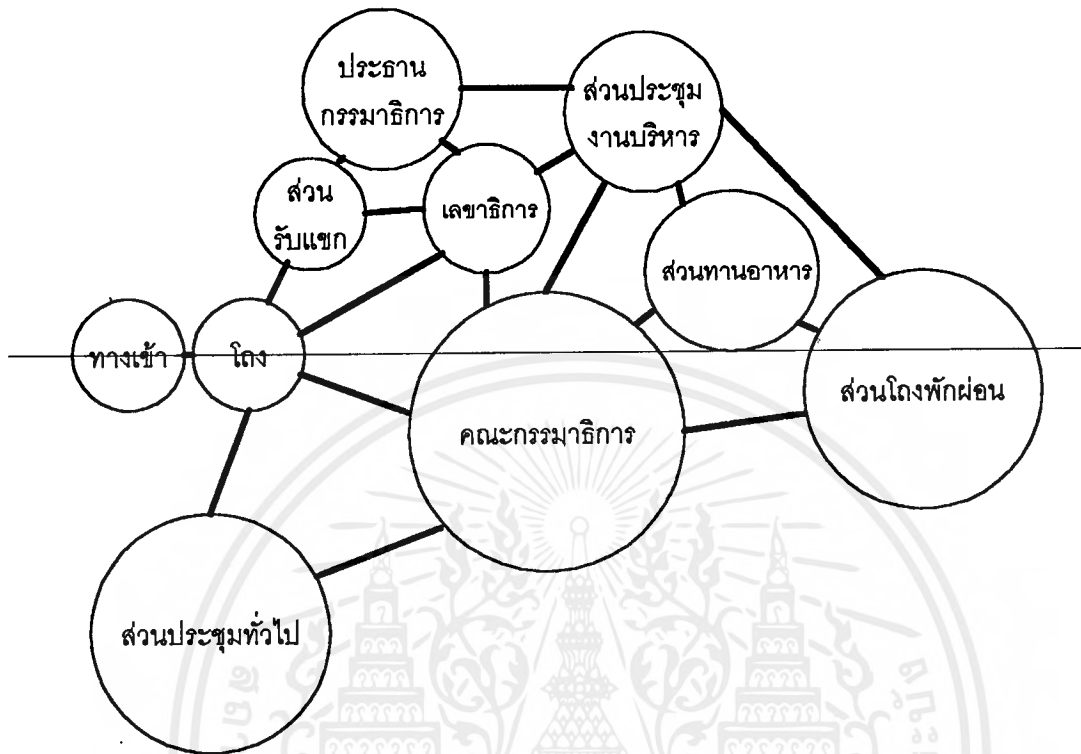 ประธาน
กรรมาธิการ
ส่วนประชุม
งานบริหาร
ส่วน
รับแขก
เลขาธิการ
ส่วนทานอาหาร
ทางเข้า
โถง
คณะกรรมาธิการ
ส่วนโถงพักผ่อน
ส่วนประชุมทั่วไป